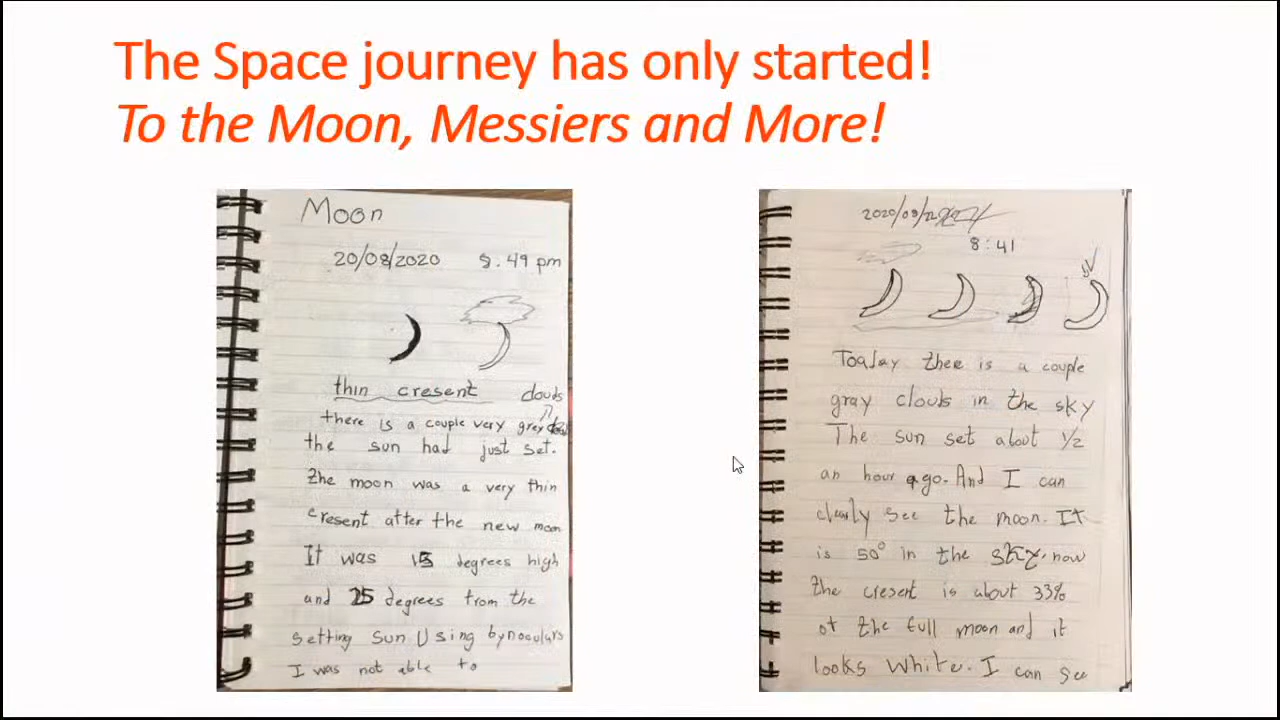 The Space journey has only started!
To the Moon, Messiers and More!
Moon
20/08/2020 8.49 pm
thin cresent clouds
there is a couple very grey
the sun had just set.
The moon was a very thin
cresent after the new moon
It was 15 degrees high
and 25 degrees from the
setting sun Using bynoculars
I was not able to
2020/08/22
8:41
Today thee is a couple
gray clouds in the sky
The sun set about 1/2
an hour ago. And I can
clearly see the moon. It
is 50° in the sky. now
the cresent is about 33%
of the full moon and it
looks White. I can see